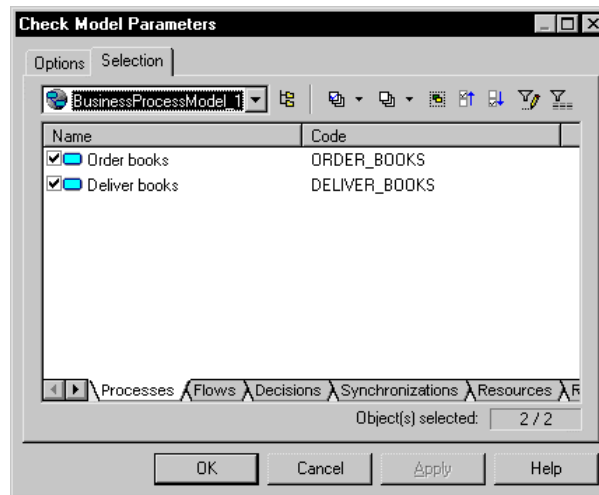 Check Model Parameters
Options Selection
BusinessProcessModel_1
Name Code
Order books ORDER_BOOKS
Deliver books DELIVER_BOOKS
Processes Flows Decisions Synchronizations Resources R
Object(s) selected: 2 / 2
OK Cancel Apply Help